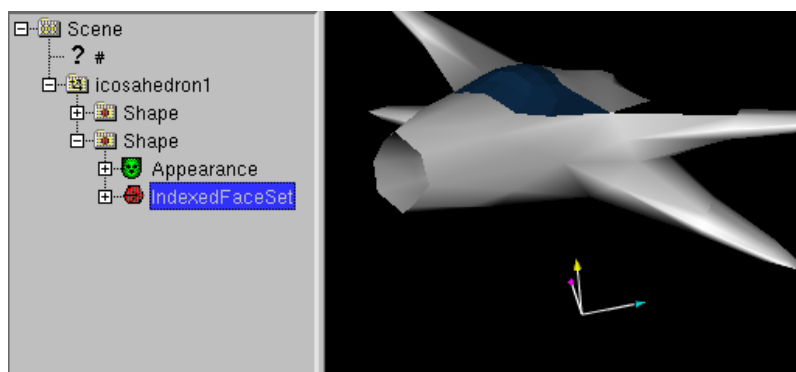 Scene
? #
icosahedron1
Shape
Shape
Appearance
IndexedFaceSet